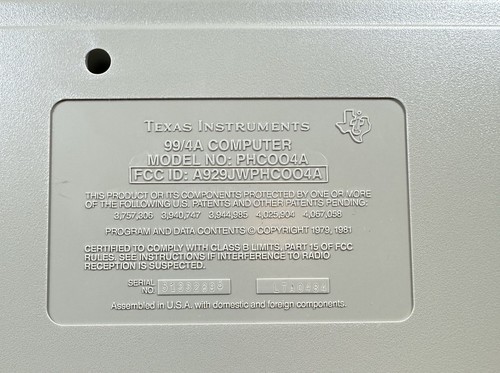 TEXAS INSTRUMENTS
99/4A COMPUTER
MODEL NO: PHC004A
FCC ID: A929JWPHC004A
THIS PRODUCT OR ITS COMPONENTS PROTECTED BY ONE OR MORE
OF THE FOLLOWING U.S. PATENTS AND OTHER PATENTS PENDING:
3,757,306 3,940,747 3,944,985 4,025,904 4,067,058
PROGRAM AND DATA CONTENTS © COPYRIGHT 1979, 1981
CERTIFIED TO COMPLY WITH CLASS B LIMITS, PART 15 OF FCC
RULES. SEE INSTRUCTIONS IF INTERFERENCE TO RADIO
RECEPTION IS SUSPECTED.
SERIAL
NO
Assembled in U.S.A. with domestic and foreign components.